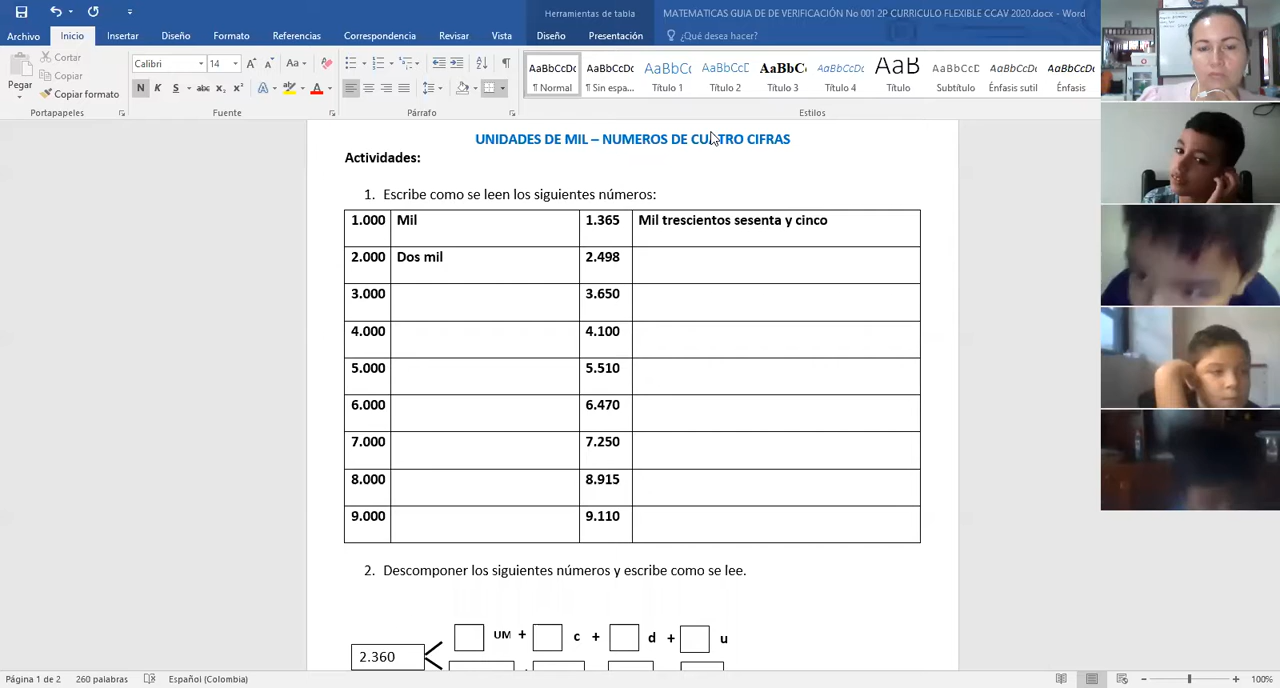 Herramientas de tabla
MATEMATICAS GUIA DE DE VERIFICACIÓN No 001 2P CURRICULO FLEXIBLE CCAV 2020.docx - Word
Archivo Inicio Insertar Diseño Formato Referencias Correspondencia Revisar Vista Diseño Presentación ¿Qué desea hacer?
Pegar
Cortar
Copiar
Copiar formato
Portapapeles
Calibri 14
N K S abc x₂ x²
Fuente
Párrafo
AaBbCcDc AaBbCcDc AaBbCc AaBbCcD AaBbCc AaBbCcDc AaB AaBbCcD AaBbCcDc AaBbCcDc
¶ Normal ¶ Sin espa... Título 1 Título 2 Título 3 Título 4 Título Subtítulo Énfasis sutil Énfasis
Estilos
UNIDADES DE MIL – NUMEROS DE CUATRO CIFRAS
Actividades:
1. Escribe como se leen los siguientes números:
1.000 Mil 1.365 Mil trescientos sesenta y cinco
2.000 Dos mil 2.498
3.000 3.650
4.000 4.100
5.000 5.510
6.000 6.470
7.000 7.250
8.000 8.915
9.000 9.110
2. Descomponer los siguientes números y escribe como se lee.
UM + c + d + u
2.360
Página 1 de 2 260 palabras Español (Colombia) 100%